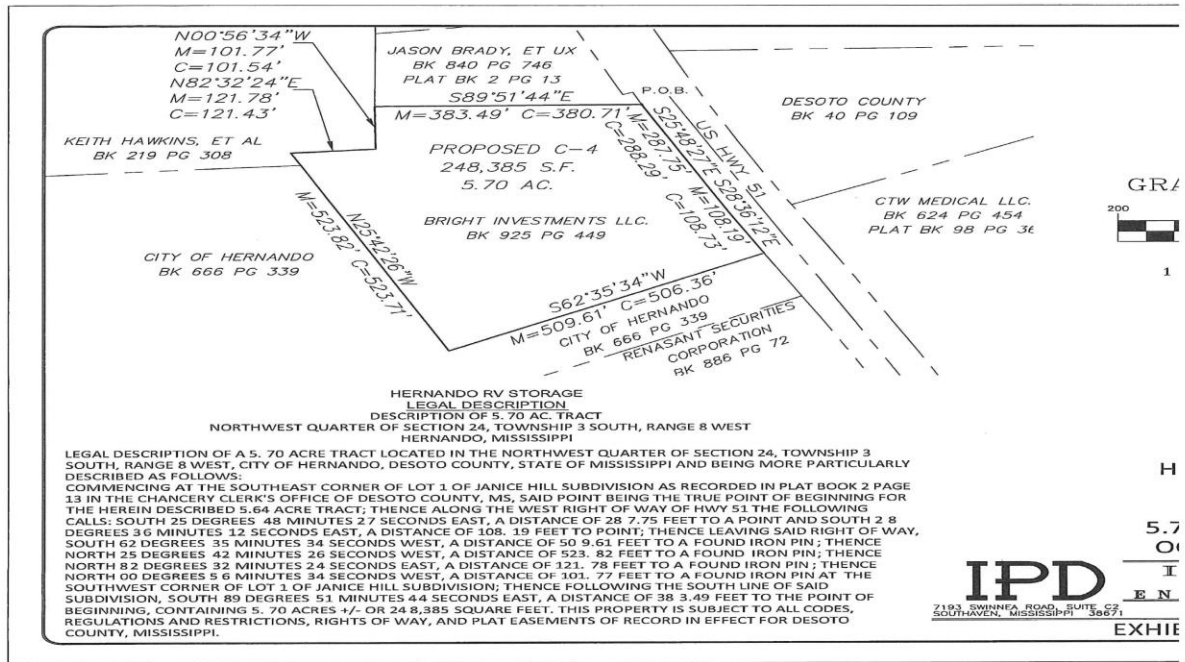 N00°56'34"W
M=101.77'
C=101.54'
N82°32'24"E
M=121.78'
C=121.43'
JASON BRADY, ET UX
BK 840 PG 746
PLAT BK 2 PG 13
S89°51'44"E
M=383.49' C=380.71'
P.O.B.
DESOTO COUNTY
BK 40 PG 109
KEITH HAWKINS, ET AL
BK 219 PG 308
PROPOSED C-4
248,385 S.F.
5.70 AC.
S25°48'27"E
M=287.75'
C=288.29'
US HWY 51
S28°36'12"E
M=108.19'
C=108.73'
BRIGHT INVESTMENTS LLC.
BK 925 PG 449
CTW MEDICAL LLC.
BK 624 PG 454
PLAT BK 98 PG 36
GRA
200
1
CITY OF HERNANDO
BK 666 PG 339
N25°42'26"W
M=523.82' C=523.71'
S62°35'34"W
M=509.61' C=506.36'
CITY OF HERNANDO
BK 666 PG 339
RENASANT SECURITIES
CORPORATION
BK 886 PG 72
HERNANDO RV STORAGE
LEGAL DESCRIPTION
DESCRIPTION OF 5. 70 AC. TRACT
NORTHWEST QUARTER OF SECTION 24, TOWNSHIP 3 SOUTH, RANGE 8 WEST
HERNANDO, MISSISSIPPI
LEGAL DESCRIPTION OF A 5. 70 ACRE TRACT LOCATED IN THE NORTHWEST QUARTER OF SECTION 24, TOWNSHIP 3
SOUTH, RANGE 8 WEST, CITY OF HERNANDO, DESOTO COUNTY, STATE OF MISSISSIPPI AND BEING MORE PARTICULARLY
DESCRIBED AS FOLLOWS:
COMMENCING AT THE SOUTHEAST CORNER OF LOT 1 OF JANICE HILL SUBDIVISION AS RECORDED IN PLAT BOOK 2 PAGE
13 IN THE CHANCERY CLERK'S OFFICE OF DESOTO COUNTY, MS, SAID POINT BEING THE TRUE POINT OF BEGINNING FOR
THE HEREIN DESCRIBED 5.64 ACRE TRACT; THENCE ALONG THE WEST RIGHT OF WAY OF HWY 51 THE FOLLOWING
CALLS: SOUTH 25 DEGREES 48 MINUTES 27 SECONDS EAST, A DISTANCE OF 28 7.75 FEET TO A POINT AND SOUTH 2 8
DEGREES 3 6 MINUTES 12 SECONDS EAST, A DISTANCE OF 108. 19 FEET TO POINT; THENCE LEAVING SAID RIGHT OF WAY,
SOUTH 62 DEGREES 35 MINUTES 34 SECONDS WEST, A DISTANCE OF 50 9.61 FEET TO A FOUND IRON PIN ; THENCE
NORTH 25 DEGREES 42 MINUTES 26 SECONDS WEST, A DISTANCE OF 523. 82 FEET TO A FOUND IRON PIN; THENCE
NORTH 8 2 DEGREES 32 MINUTES 24 SECONDS EAST, A DISTANCE OF 121. 78 FEET TO A FOUND IRON PIN ; THENCE
NORTH 00 DEGREES 5 6 MINUTES 34 SECONDS WEST, A DISTANCE OF 101. 77 FEET TO A FOUND IRON PIN AT THE
SOUTHWEST CORNER OF LOT 1 OF JANICE HILL SUBDIVISION; THENCE FOLLOWING THE SOUTH LINE OF SAID
SUBDIVISION, SOUTH 89 DEGREES 51 MINUTES 44 SECONDS EAST, A DISTANCE OF 38 3.49 FEET TO THE POINT OF
BEGINNING, CONTAINING 5. 70 ACRES +/- OR 24 8,385 SQUARE FEET. THIS PROPERTY IS SUBJECT TO ALL CODES,
REGULATIONS AND RESTRICTIONS, RIGHTS OF WAY, AND PLAT EASEMENTS OF RECORD IN EFFECT FOR DESOTO
COUNTY, MISSISSIPPI.
H
5.7
IPD
I
EN
7193 SWINNEA ROAD, SUITE C2
SOUTHAVEN, MISSISSIPPI 38671
EXHIB